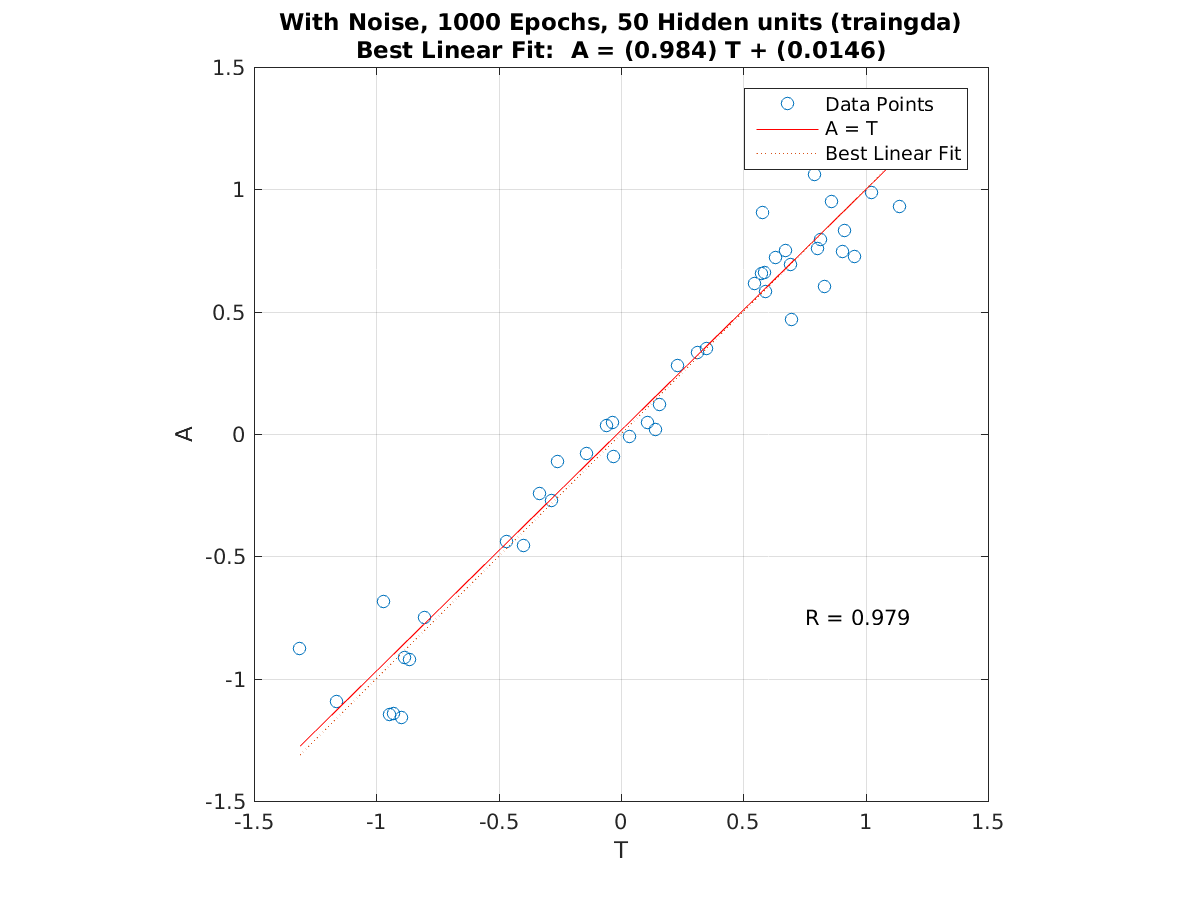 With Noise, 1000 Epochs, 50 Hidden units (traingda)
Best Linear Fit:  A = (0.984) T + (0.0146)
1.5
Data Points
A = T
Best Linear Fit
1
0.5
A
0
-0.5
R = 0.979
-1
-1.5
-1.5 -1 -0.5 0 0.5 1 1.5
T